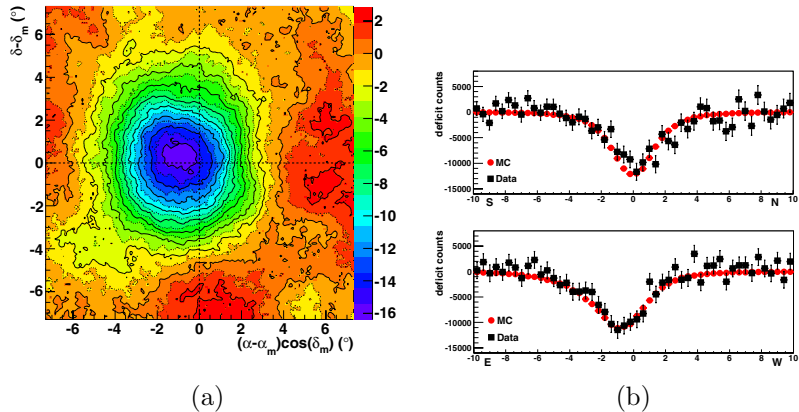 δ-δm (°)
6
4
2
0
-2
-4
-6
-6 -4 -2 0 2 4 6
(α-αm)cos(δm) (°)
2
0
-2
-4
-6
-8
-10
-12
-14
-16
(a)
deficit counts
5000
0
-5000
-10000
-15000
MC
Data
-10 -8 -6 -4 -2 0 2 4 6 8 10
S N
deficit counts
5000
0
-5000
-10000
-15000
MC
Data
-10 -8 -6 -4 -2 0 2 4 6 8 10
E W
(b)